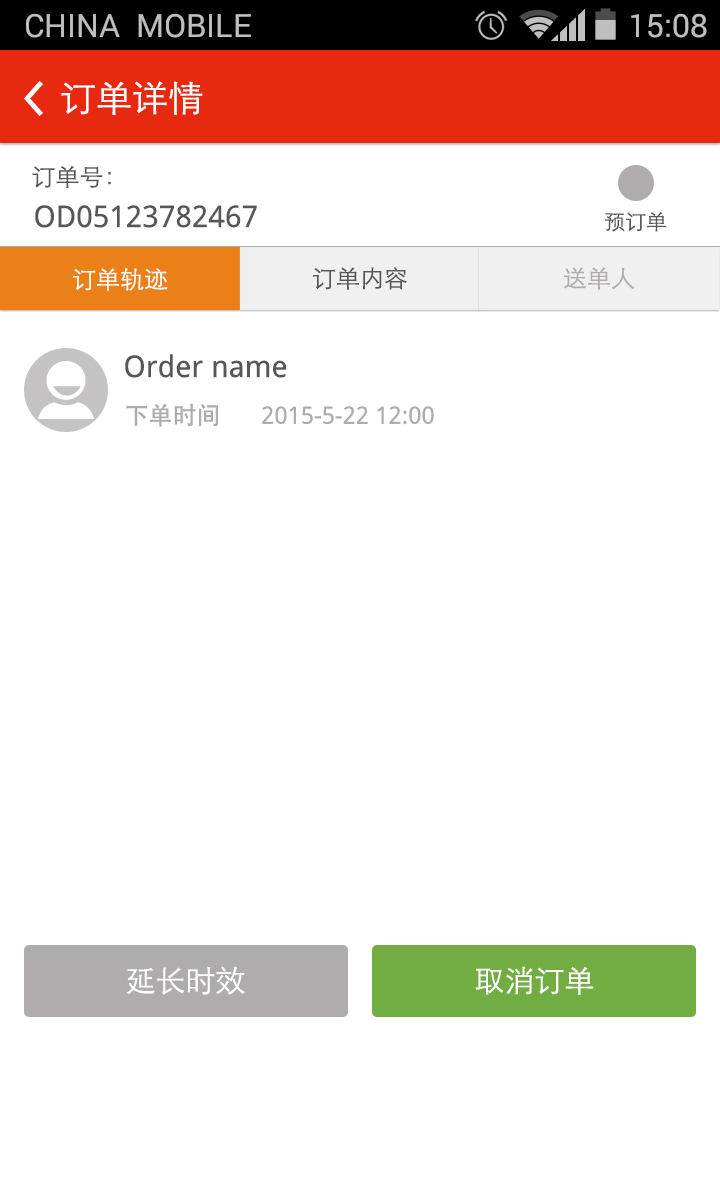 CHINA MOBILE 15:08
订单详情
订单号：
OD05123782467
预订单
订单轨迹 订单内容 送单人
Order name
下单时间 2015-5-22 12:00
延长时效 取消订单